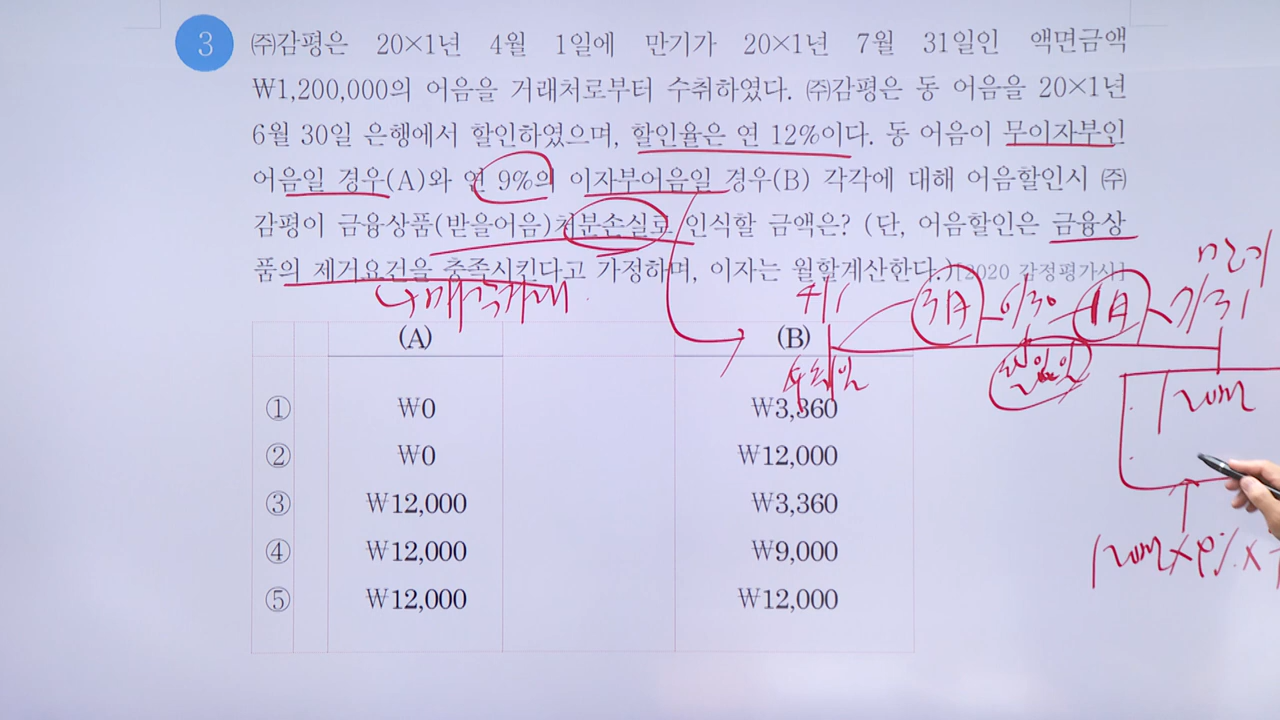 3
㈜감평은 20×1년 4월 1일에 만기가 20×1년 7월 31일인 액면금액
₩1,200,000의 어음을 거래처로부터 수취하였다. ㈜감평은 동 어음을 20×1년
6월 30일 은행에서 할인하였으며, 할인율은 연 12%이다. 동 어음이 무이자부인
어음일 경우(A)와 연 9%의 이자부어음일 경우(B) 각각에 대해 어음할인시 ㈜
감평이 금융상품(받을어음)처분손실로 인식할 금액은? (단, 어음할인은 금융상
품의 제거요건을 충족시킨다고 가정하며, 이자는 월할계산한다.) [2020 감정평가사]
매각거래
만기
4/1 3月 6/30 1月 7/31
수취일 할인일
(A) (B)
① ₩0 ₩3,360
② ₩0 ₩12,000
③ ₩12,000 ₩3,360
④ ₩12,000 ₩9,000
⑤ ₩12,000 ₩12,000